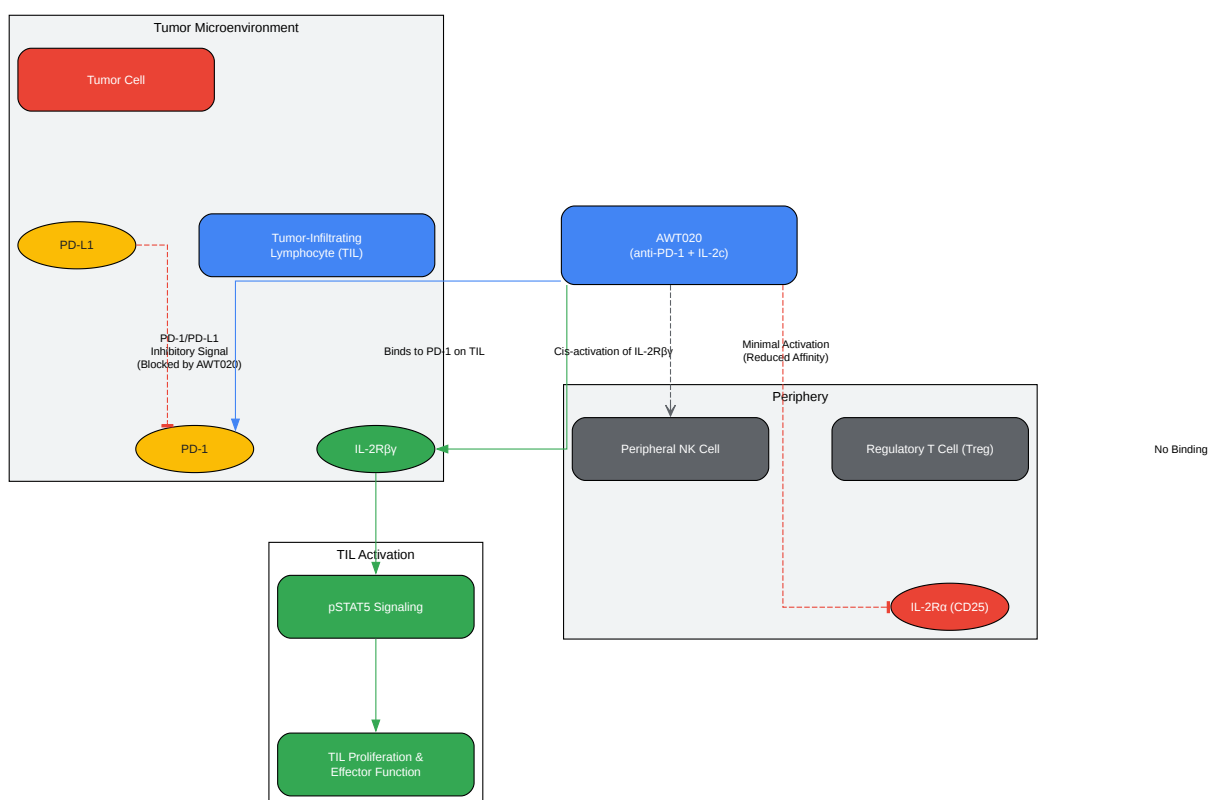 Tumor Microenvironment
Tumor Cell
PD-L1
Tumor-Infiltrating
Lymphocyte (TIL)
AWT020
(anti-PD-1 + IL-2c)
PD-1/PD-L1
Inhibitory Signal
(Blocked by AWT020)
Binds to PD-1 on TIL
Cis-activation of IL-2Rβγ
Minimal Activation
(Reduced Affinity)
Periphery
PD-1
IL-2Rβγ
Peripheral NK Cell
Regulatory T Cell (Treg)
No Binding
TIL Activation
pSTAT5 Signaling
IL-2Rα (CD25)
TIL Proliferation &
Effector Function